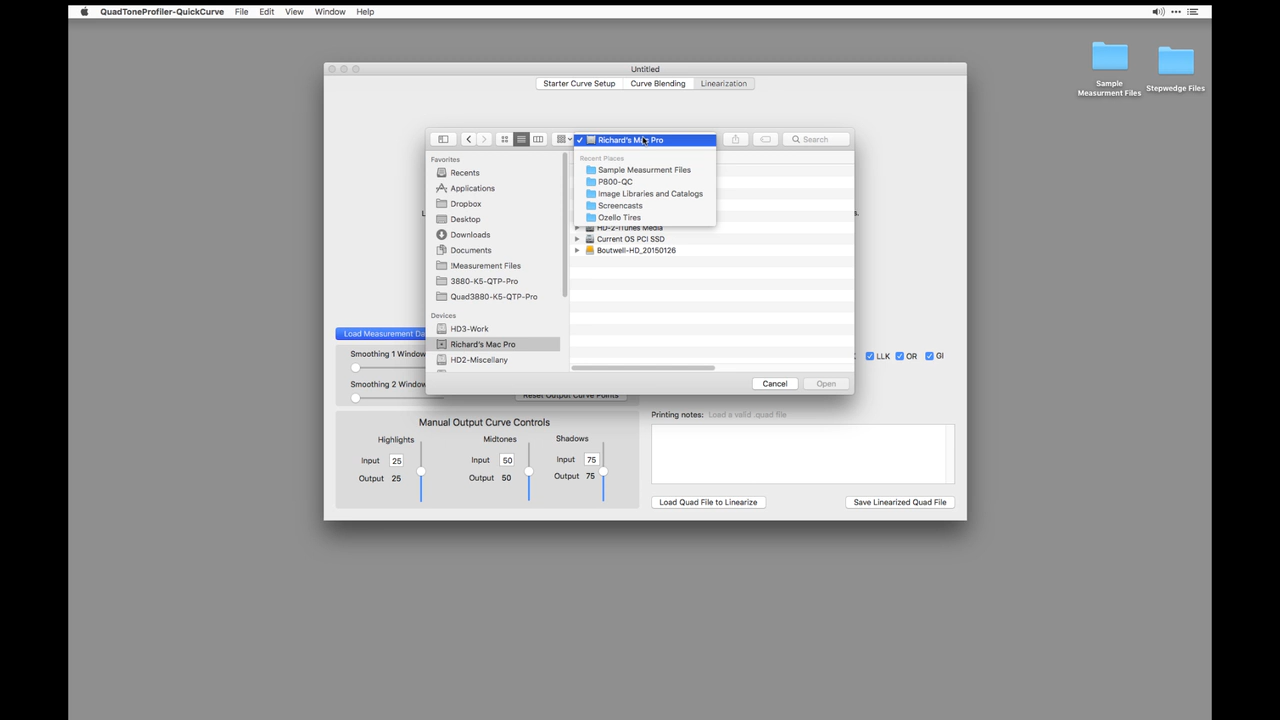 QuadToneProfiler-QuickCurve File Edit View Window Help
Untitled
Starter Curve Setup Curve Blending Linearization
Sample Measurment Files
Stepwedge Files
Richard's Mac Pro
Search
Recent Places
Sample Measurment Files
P800-QC
Image Libraries and Catalogs
Screencasts
Ozello Tires
HD-2-iTunes Media
Current OS PCI SSD
Boutwell-HD_20150126
Favorites
Recents
Applications
Dropbox
Desktop
Downloads
Documents
!Measurement Files
3880-K5-QTP-Pro
Quad3880-K5-QTP-Pro
Devices
HD3-Work
Richard's Mac Pro
HD2-Miscellany
Cancel Open
Load Measurement Da
Smoothing 1 Window
Smoothing 2 Window
Reset Output Curve Points
LLK OR Gl
Manual Output Curve Controls
Highlights Midtones Shadows
Input 25 Input 50 Input 75
Output 25 Output 50 Output 75
Printing notes: Load a valid .quad file
Load Quad File to Linearize Save Linearized Quad File